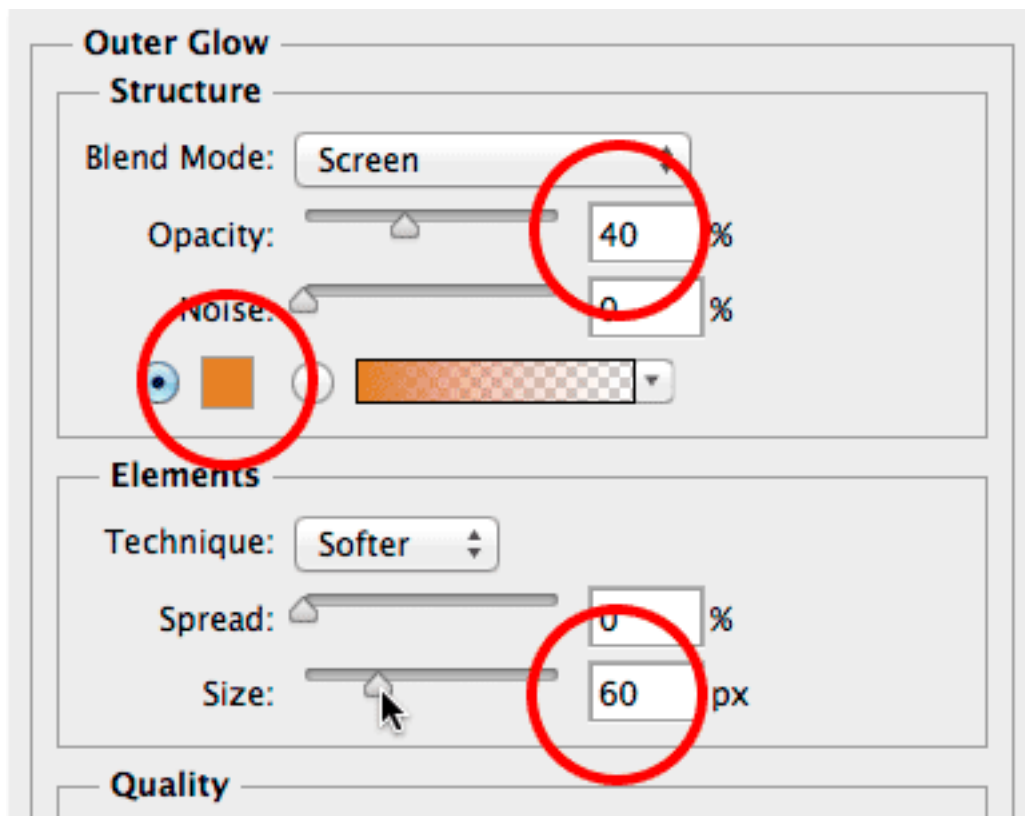 Outer Glow
Structure
Blend Mode: Screen
Opacity: 40 %
Noise: 0 %
Elements
Technique: Softer
Spread: 0 %
Size: 60 px
Quality